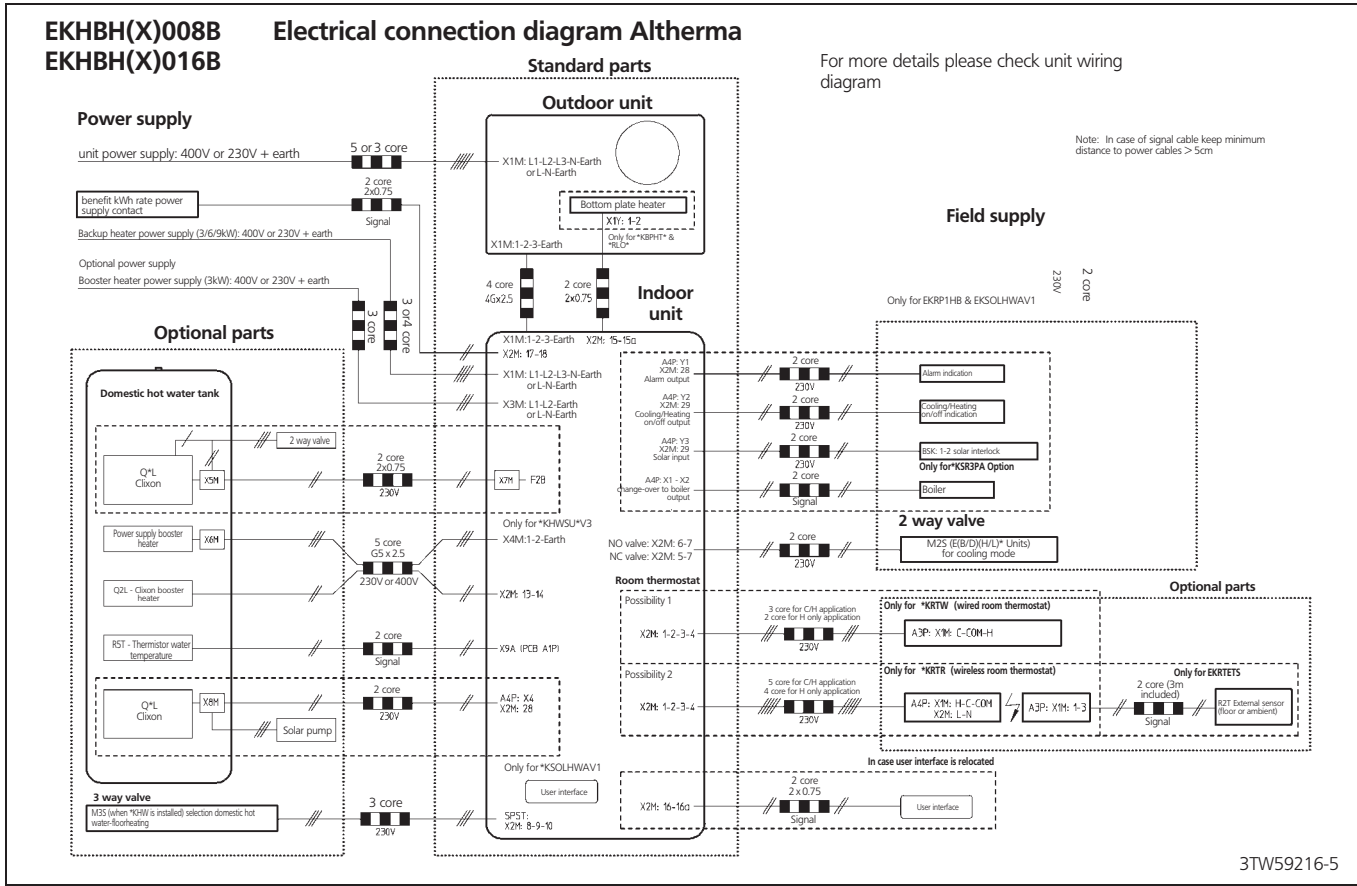 EKHBH(X)008B
EKHBH(X)016B
Electrical connection diagram Altherma
For more details please check unit wiring
diagram
Standard parts
Outdoor unit
Power supply
unit power supply: 400V or 230V + earth
5 or 3 core
X1M: L1-L2-L3-N-Earth
or L-N-Earth
Note: In case of signal cable keep minimum
distance to power cables > 5cm
benefit kWh rate power
supply contact
2 core
2x0.75
Signal
Bottom plate heater
X1Y: 1-2
Only for *KBPHT* &
*RLO*
X1M:1-2-3-Earth
Field supply
Backup heater power supply (3/6/9kW): 400V or 230V + earth
Optional power supply
Booster heater power supply (3kW): 400V or 230V + earth
3 core
3 or4 core
4 core
4Gx2.5
2 core
2x0.75
Indoor
unit
230V
2 core
Only for EKRP1HB & EKSOLHWAV1
Optional parts
Domestic hot water tank
X1M:1-2-3-Earth
X2M: 15-15a
X2M: 17-18
X1M: L1-L2-L3-N-Earth
or L-N-Earth
X3M: L1-L2-Earth
or L-N-Earth
A4P: Y1
X2M: 28
Alarm output
2 core
230V
Alarm indication
A4P: Y2
X2M: 29
Cooling/Heating
on/off output
2 core
230V
Cooling/Heating
on/off indication
A4P: Y3
X2M: 29
Solar input
2 core
230V
BSK: 1-2 solar interlock
Only for*KSR3PA Option
A4P: X1 - X2
change-over to boiler
output
2 core
Signal
Boiler
2 way valve
Q*L
Clixon
X5M
2 core
2x0.75
230V
X7M
F2B
Only for *KHWSU*V3
Power supply booster
heater
X6M
5 core
G5 x 2.5
230V or 400V
X4M:1-2-Earth
Q2L - Clixon booster
heater
X2M: 13-14
NO valve: X2M: 6-7
NC valve: X2M: 5-7
2 core
230V
2 way valve
M2S (E(B/D)(H/L)* Units)
for cooling mode
Room thermostat
Optional parts
Possibility 1
X2M: 1-2-3-4
3 core for C/H application
2 core for H only application
230V
Only for *KRTW (wired room thermostat)
A3P: X1M: C-COM-H
R5T - Thermistor water
temperature
2 core
Signal
X9A (PCB A1P)
Possibility 2
X2M: 1-2-3-4
5 core for C/H application
4 core for H only application
230V
Only for *KRTR (wireless room thermostat)
A4P: X1M: H-C-COM
X2M: L-N
A3P: X1M: 1-3
Only for EKRTETS
2 core (3m
included)
Signal
R2T External sensor
(floor or ambient)
Q*L
Clixon
X8M
2 core
230V
A4P: X4
X2M: 28
Solar pump
Only for *KSOLHWAV1
User interface
In case user interface is relocated
X2M: 16-16a
2 core
2 x 0.75
Signal
User interface
3 way valve
M3S (when *KHW is installed) selection domestic hot
water-floorheating
3 core
230V
SPST:
X2M: 8-9-10
3TW59216-5